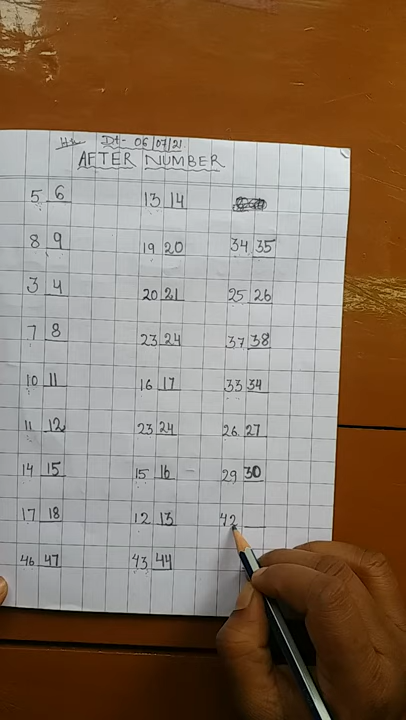 Dt- 06/07/21
AFTER NUMBER
5 6 13 14
8 9 19 20 34 35
3 4 20 21 25 26
7 8 23 24 37 38
10 11 16 17 33 34
11 12 23 24 26 27
14 15 15 16 29 30
17 18 12 13 42
46 47 43 44